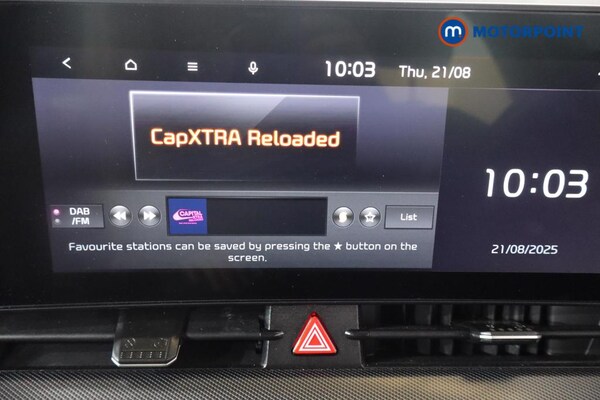 MOTORPOINT
10:03 Thu, 21/08
CapXTRA Reloaded
DAB
/FM
CAPITAL
List
Favourite stations can be saved by pressing the ★ button on the
screen.
10:03
21/08/2025